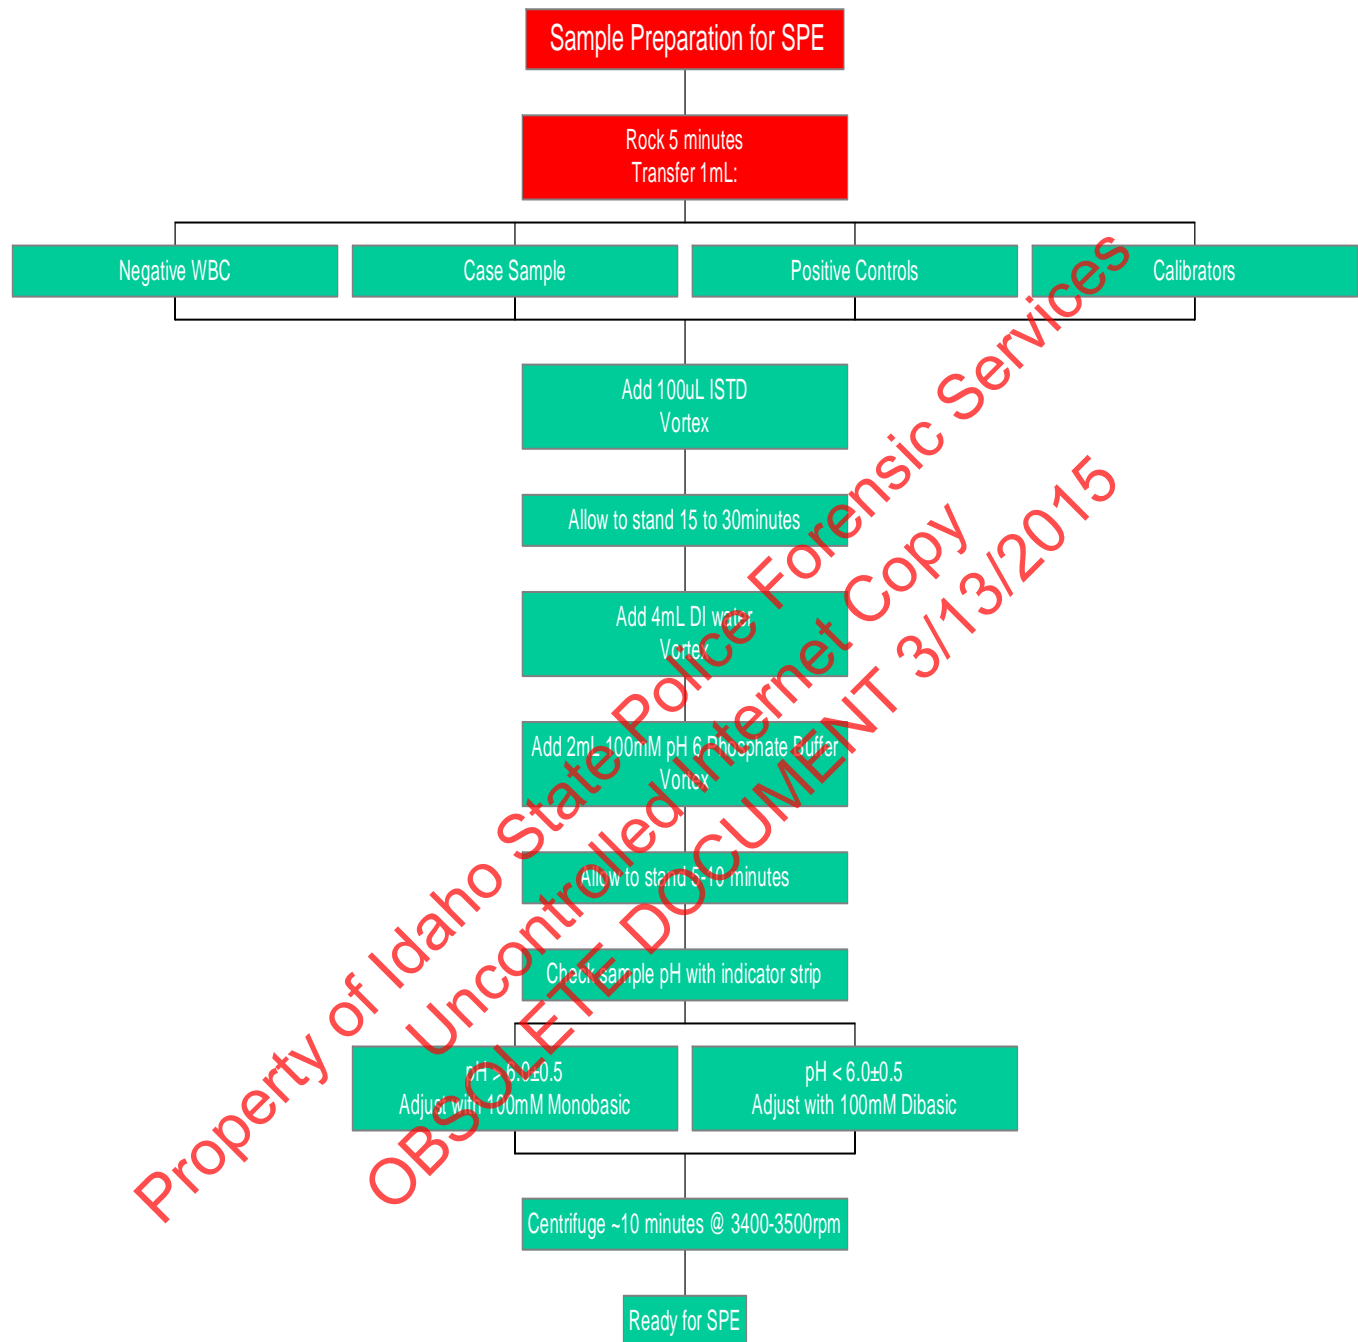 Sample Preparation for SPE
Rock 5 minutes
Transfer 1mL:
Negative WBC
Case Sample
Positive Controls
Calibrators
Add 100uL ISTD
Vortex
Allow to stand 15 to 30minutes
Add 4mL DI water
Vortex
Add 2mL 100mM pH 6 Phosphate Buffer
Vortex
Allow to stand 5-10 minutes
Check sample pH with indicator strip
pH > 6.0±0.5
Adjust with 100mM Monobasic
pH < 6.0±0.5
Adjust with 100mM Dibasic
Centrifuge ~10 minutes @ 3400-3500rpm
Ready for SPE
Property of Idaho State Police Forensic Services
Uncontrolled Internet Copy
OBSOLETE DOCUMENT 3/13/2015